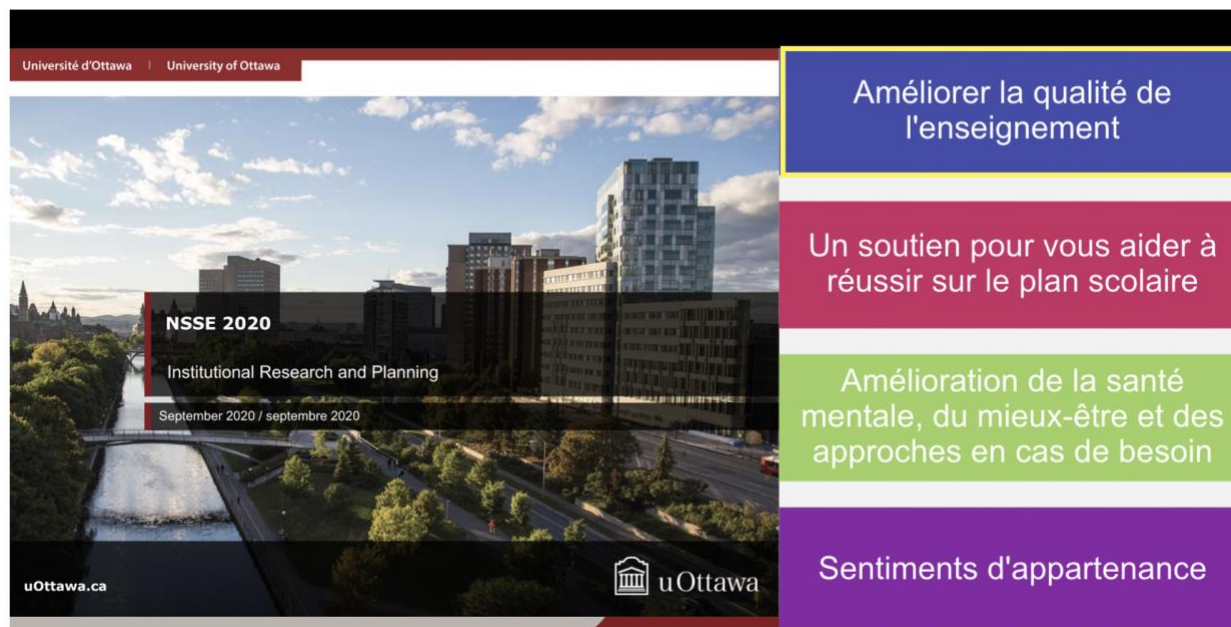 Université d'Ottawa | University of Ottawa
NSSE 2020
Institutional Research and Planning
September 2020 / septembre 2020
uOttawa.ca
uOttawa
Améliorer la qualité de
l'enseignement
Un soutien pour vous aider à
réussir sur le plan scolaire
Amélioration de la santé
mentale, du mieux-être et des
approches en cas de besoin
Sentiments d'appartenance